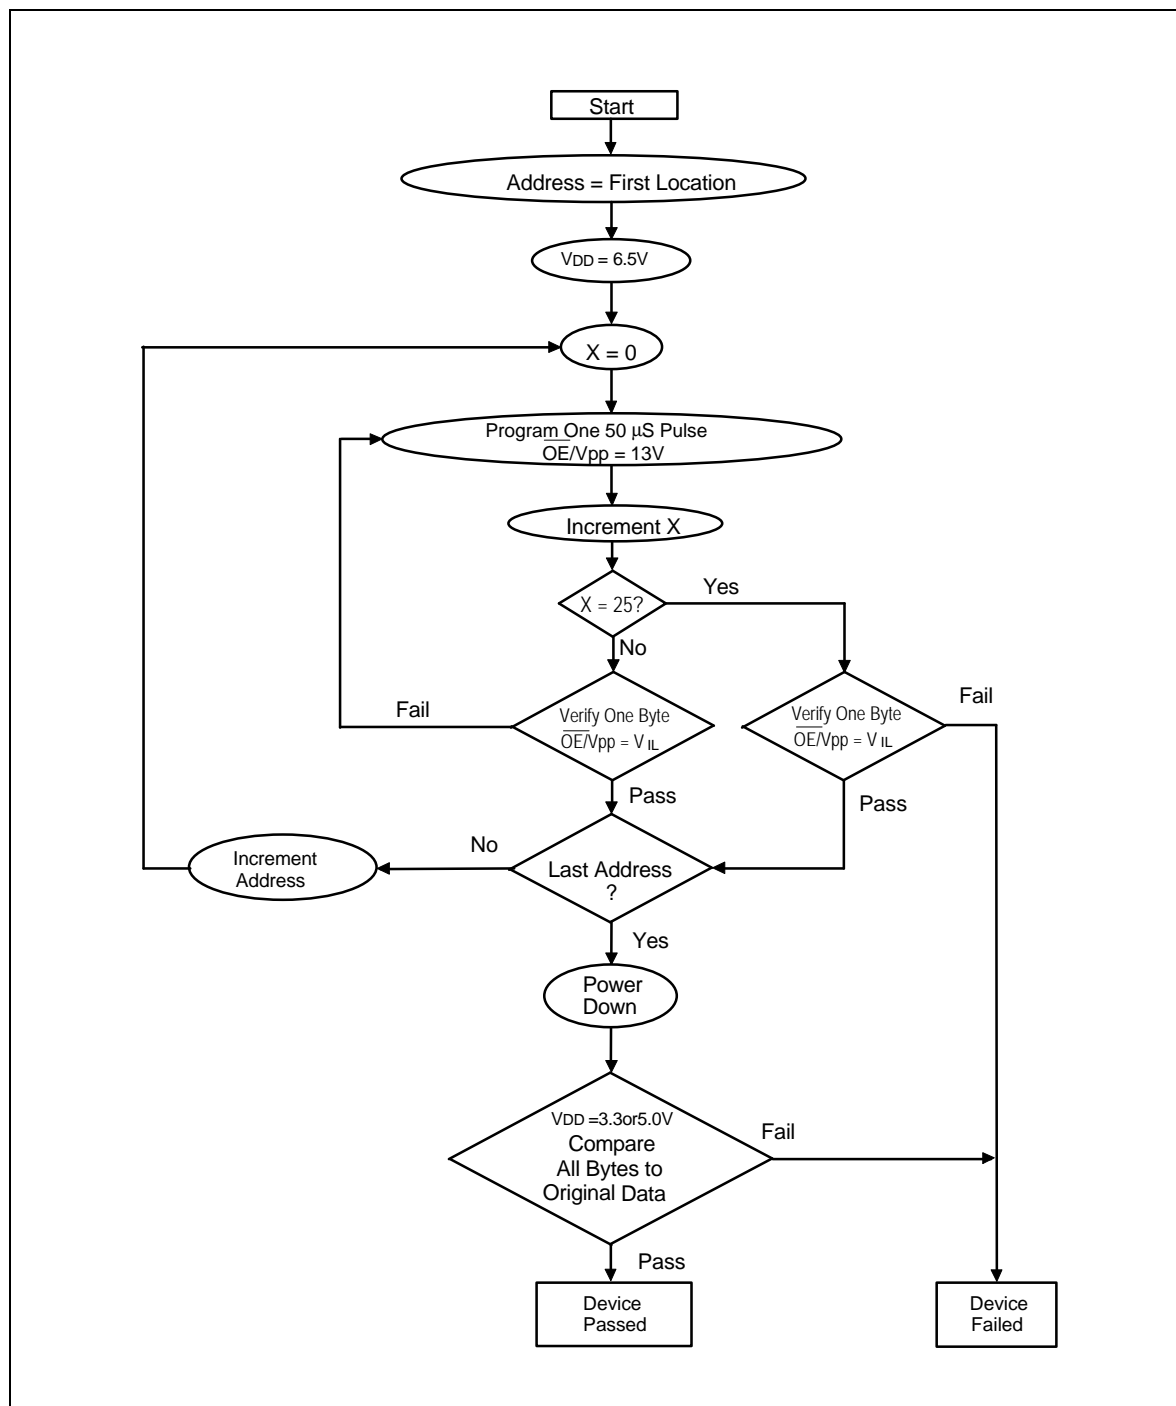 Start
Address = First Location
VDD = 6.5V
X = 0
Program One 50 μS Pulse
O̅E̅/Vpp = 13V
Increment X
X = 25?
Yes
No
Fail
Verify One Byte
O̅E̅/Vpp = V IL
Verify One Byte
O̅E̅/Vpp = V IL
Fail
Pass
Pass
Increment
Address
No
Last Address
?
Yes
Power
Down
VDD =3.3or5.0V
Compare
All Bytes to
Original Data
Fail
Pass
Device
Passed
Device
Failed